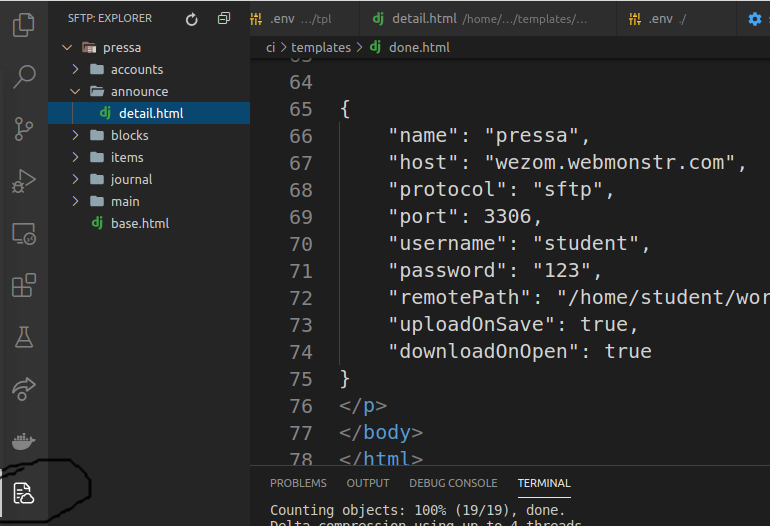 SFTP: EXPLORER
pressa
accounts
announce
dj detail.html
blocks
items
journal
main
dj base.html
.env .../tpl
dj detail.html /home/.../templates/...
.env ./
ci > templates > dj done.html
64
65 {
66 "name": "pressa",
67 "host": "wezom.webmonstr.com",
68 "protocol": "sftp",
69 "port": 3306,
70 "username": "student",
71 "password": "123",
72 "remotePath": "/home/student/wor
73 "uploadOnSave": true,
74 "downloadOnOpen": true
75 }
76 </p>
77 </body>
78 </html>
PROBLEMS OUTPUT DEBUG CONSOLE TERMINAL
Counting objects: 100% (19/19), done.
Delta compression using up to 4 threads